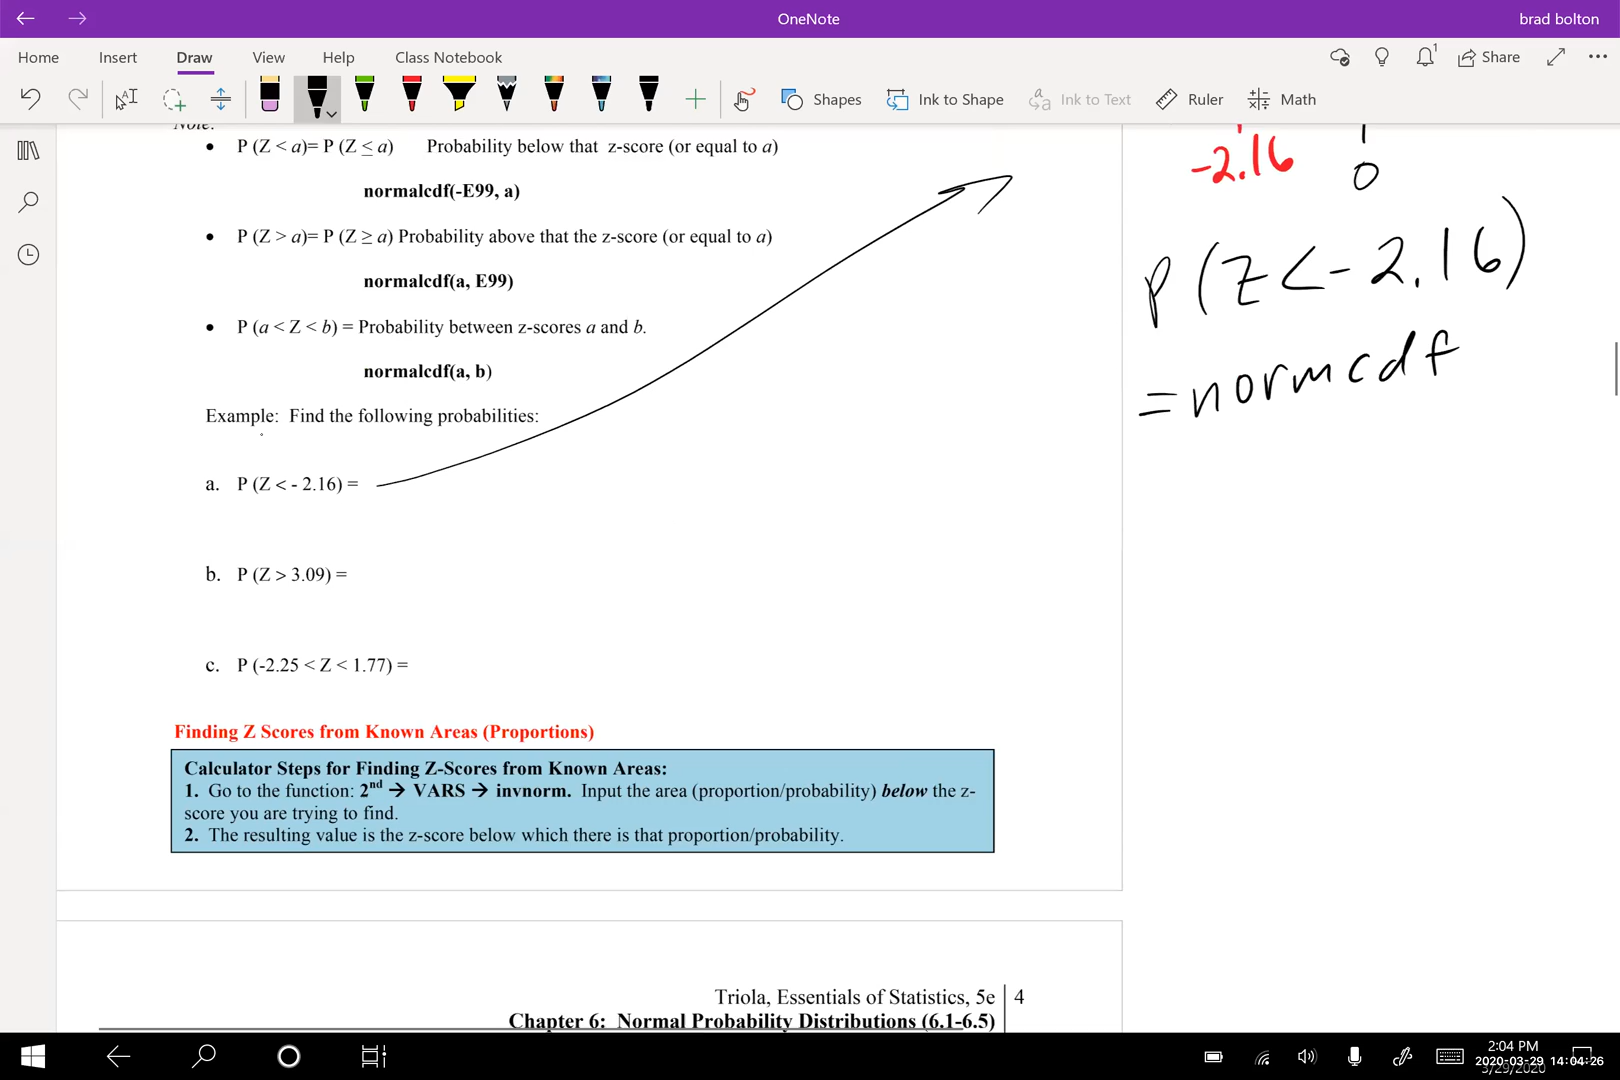 OneNote
brad bolton
Home Insert Draw View Help Class Notebook
1 Share
Shapes Ink to Shape Ink to Text Ruler Math
Note:
• P (Z < a)= P (Z ≤ a) Probability below that z-score (or equal to a)
normalcdf(-E99, a)
• P (Z > a)= P (Z ≥ a) Probability above that the z-score (or equal to a)
normalcdf(a, E99)
• P (a < Z < b) = Probability between z-scores a and b.
normalcdf(a, b)
Example: Find the following probabilities:
a. P (Z < - 2.16) =
b. P (Z > 3.09) =
c. P (-2.25 < Z < 1.77) =
-2.16 0
P (Z < -2.16)
= normcdf
Finding Z Scores from Known Areas (Proportions)
Calculator Steps for Finding Z-Scores from Known Areas:
1. Go to the function: 2nd → VARS → invnorm. Input the area (proportion/probability) below the z-
score you are trying to find.
2. The resulting value is the z-score below which there is that proportion/probability.
Triola, Essentials of Statistics, 5e 4
Chapter 6: Normal Probability Distributions (6.1-6.5)
2:04 PM
2020-03-29 14:04:26
3/29/2020